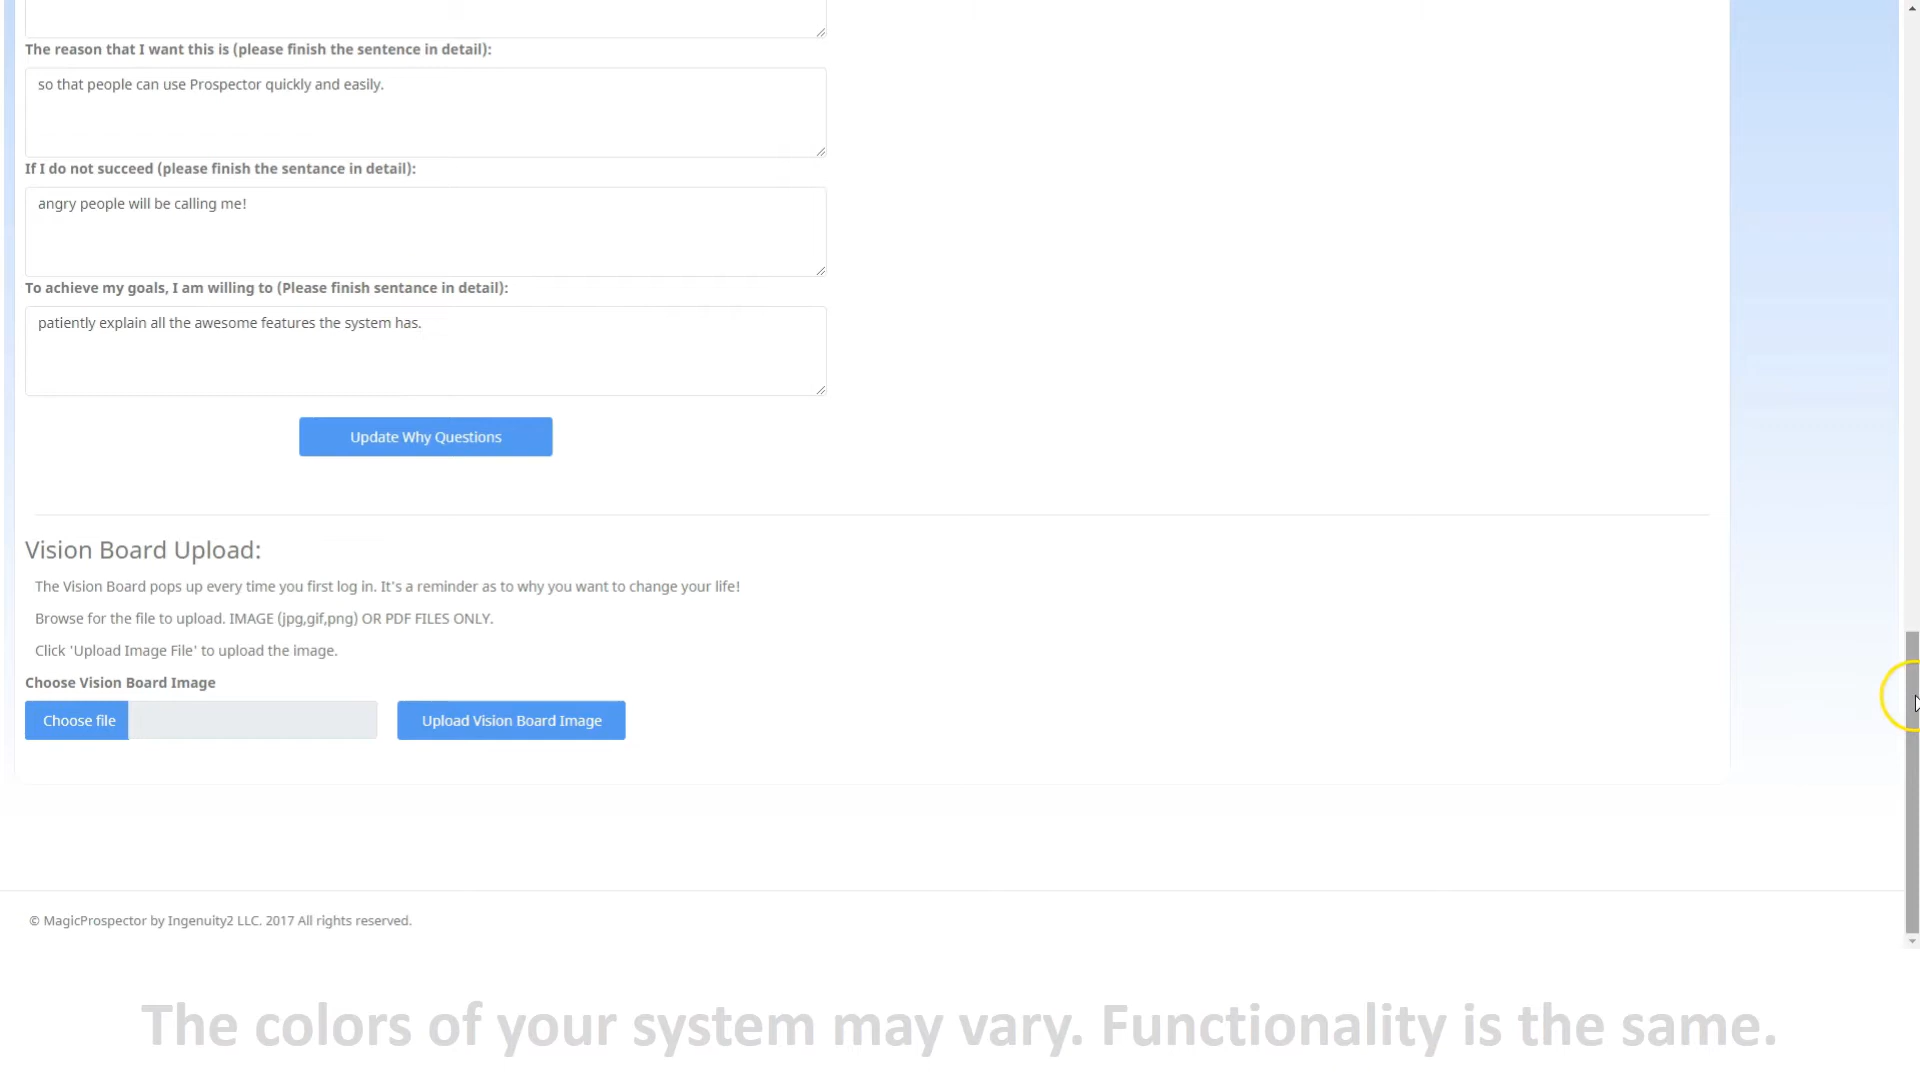 The reason that I want this is (please finish the sentence in detail):
so that people can use Prospector quickly and easily.
If I do not succeed (please finish the sentance in detail):
angry people will be calling me!
To achieve my goals, I am willing to (Please finish sentance in detail):
patiently explain all the awesome features the system has.
Update Why Questions
Vision Board Upload:
The Vision Board pops up every time you first log in. It's a reminder as to why you want to change your life!
Browse for the file to upload. IMAGE (jpg,gif,png) OR PDF FILES ONLY.
Click 'Upload Image File' to upload the image.
Choose Vision Board Image
Choose file Upload Vision Board Image
© MagicProspector by Ingenuity2 LLC. 2017 All rights reserved.
The colors of your system may vary. Functionality is the same.